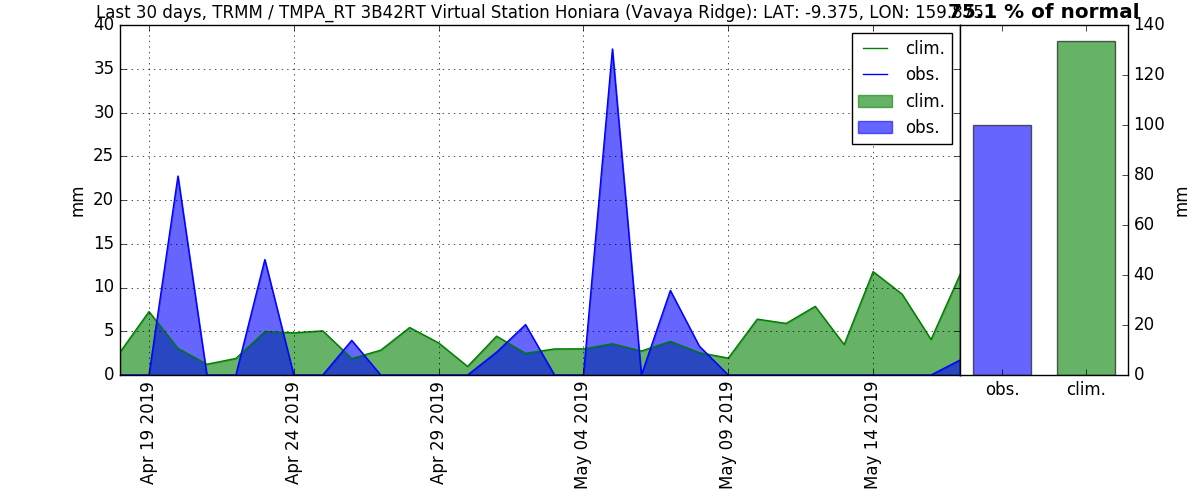 Last 30 days, TRMM / TMPA_RT 3B42RT Virtual Station Honiara (Vavaya Ridge): LAT: -9.375, LON:
75.1 % of normal
40
35
30
25
20
15
10
5
0
mm
clim.
obs.
clim.
obs.
140
120
100
80
60
40
20
0
mm
Apr 19 2019
Apr 24 2019
Apr 29 2019
May 04 2019
May 09 2019
May 14 2019
obs.
clim.